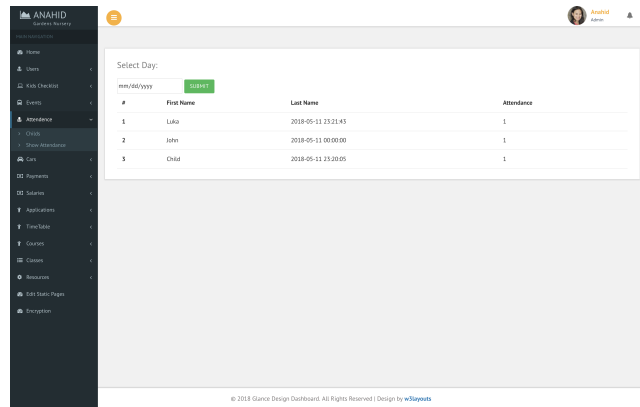 ANAHID
Gardens Nursery
MAIN NAVIGATION
Home
Users
Kids Checklist
Events
Attendence
Childs
Show Attendance
Cars
Payments
Salaries
Applications
TimeTable
Courses
Classes
Resources
Edit Static Pages
Encryption
Anahid
Admin
Select Day:
mm/dd/yyyy SUBMIT
# First Name Last Name Attendance
1 Luka 2018-05-11 23:21:43 1
2 John 2018-05-11 00:00:00 1
3 Child 2018-05-11 23:20:05 1
© 2018 Glance Design Dashboard. All Rights Reserved | Design by w3layouts